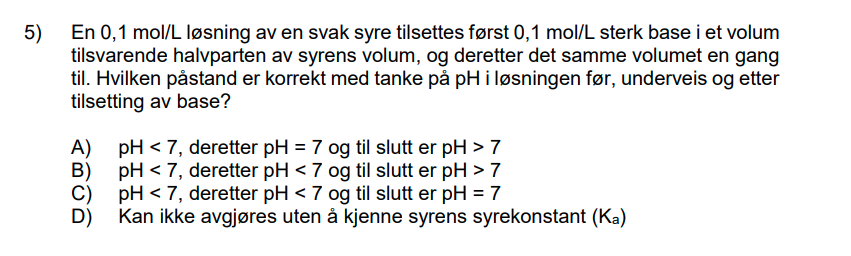 5) En 0,1 mol/L løsning av en svak syre tilsettes først 0,1 mol/L sterk base i et volum
tilsvarende halvparten av syrens volum, og deretter det samme volumet en gang
til. Hvilken påstand er korrekt med tanke på pH i løsningen før, underveis og etter
tilsetting av base?
A) pH < 7, deretter pH = 7 og til slutt er pH > 7
B) pH < 7, deretter pH < 7 og til slutt er pH > 7
C) pH < 7, deretter pH < 7 og til slutt er pH = 7
D) Kan ikke avgjøres uten å kjenne syrens syrekonstant (Kₐ)